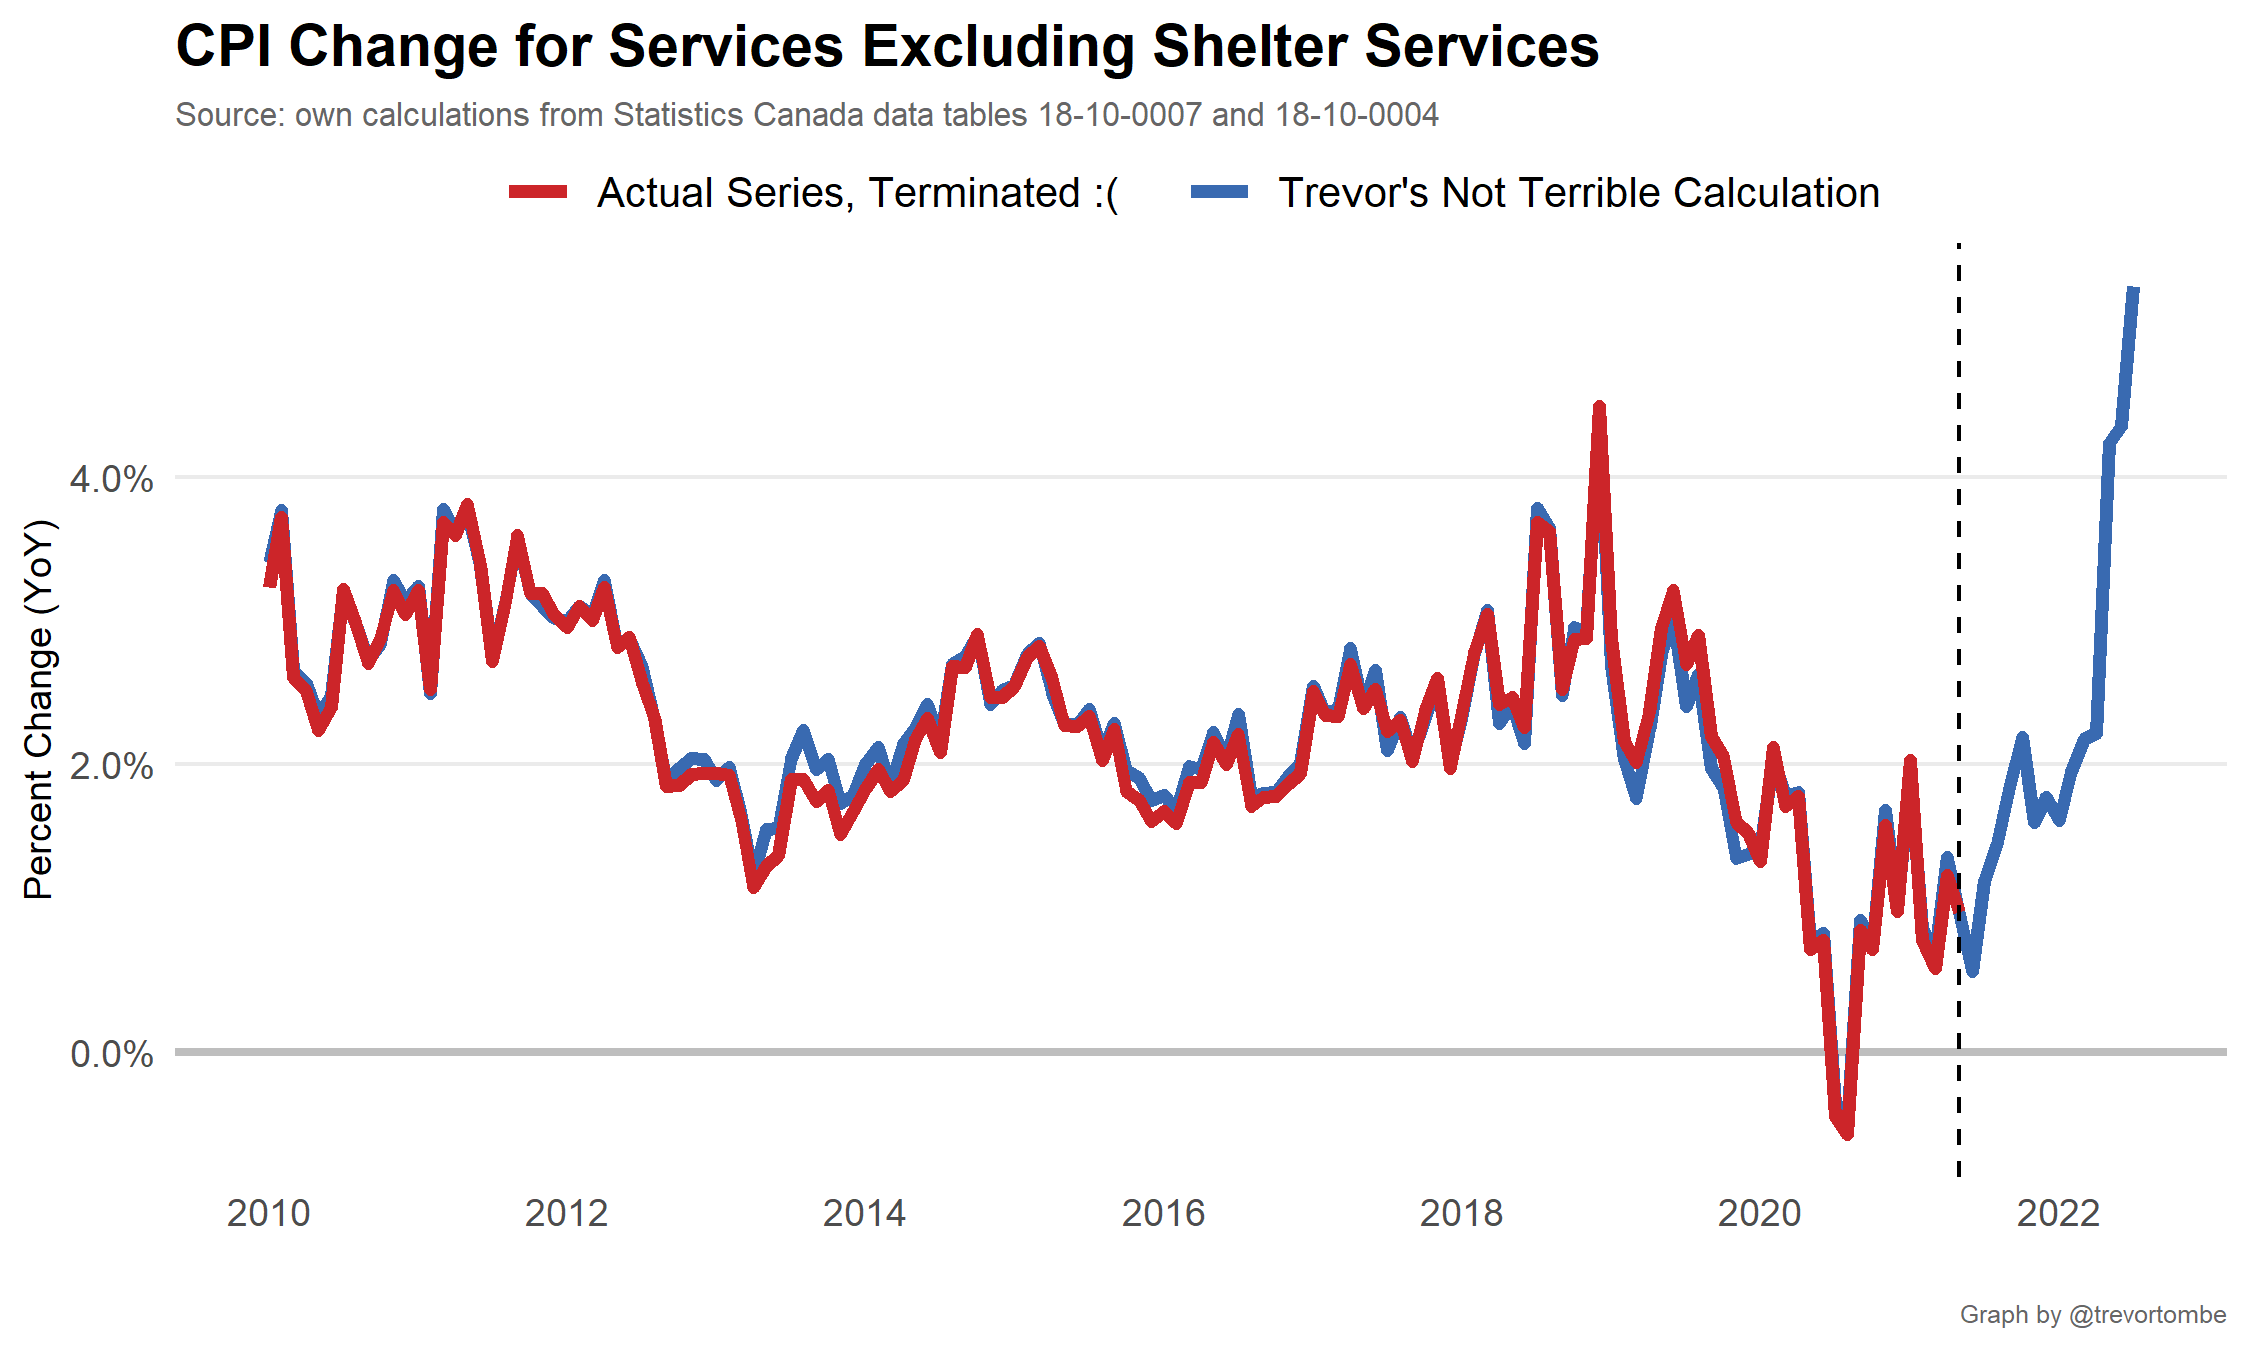 CPI Change for Services Excluding Shelter Services
Source: own calculations from Statistics Canada data tables 18-10-0007 and 18-10-0004
Actual Series, Terminated :(
Trevor's Not Terrible Calculation
Percent Change (YoY)
4.0%
2.0%
0.0%
2010 2012 2014 2016 2018 2020 2022
Graph by @trevortombe